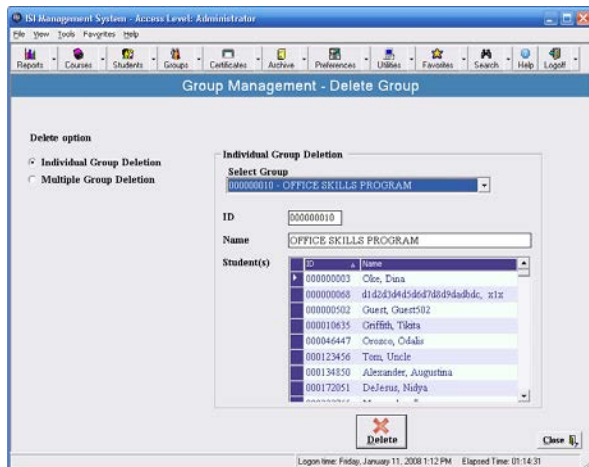 ISI Management System - Access Level: Administrator
File View Tools Favorites Help
Reports Courses Students Groups Certificates Archive Preferences Utilities Favorites Search Help Logoff
Group Management - Delete Group
Delete option
Individual Group Deletion
Multiple Group Deletion
Individual Group Deletion
Select Group
000000010 - OFFICE SKILLS PROGRAM
ID 000000010
Name OFFICE SKILLS PROGRAM
Student(s)
ID Name
000000003 Oke, Dina
000000068 d1d2d3d4d5d6d7d8d9dadbdc, x1x
000000502 Guest, Guest502
000010635 Griffith, Tikita
000046447 Orozco, Odalis
000123456 Tom, Uncle
000134850 Alexander, Augustina
000172051 DeJesus, Nidya
Delete
Close
Logon time: Friday, January 11, 2008 1:12 PM Elapsed Time: 01:14:31